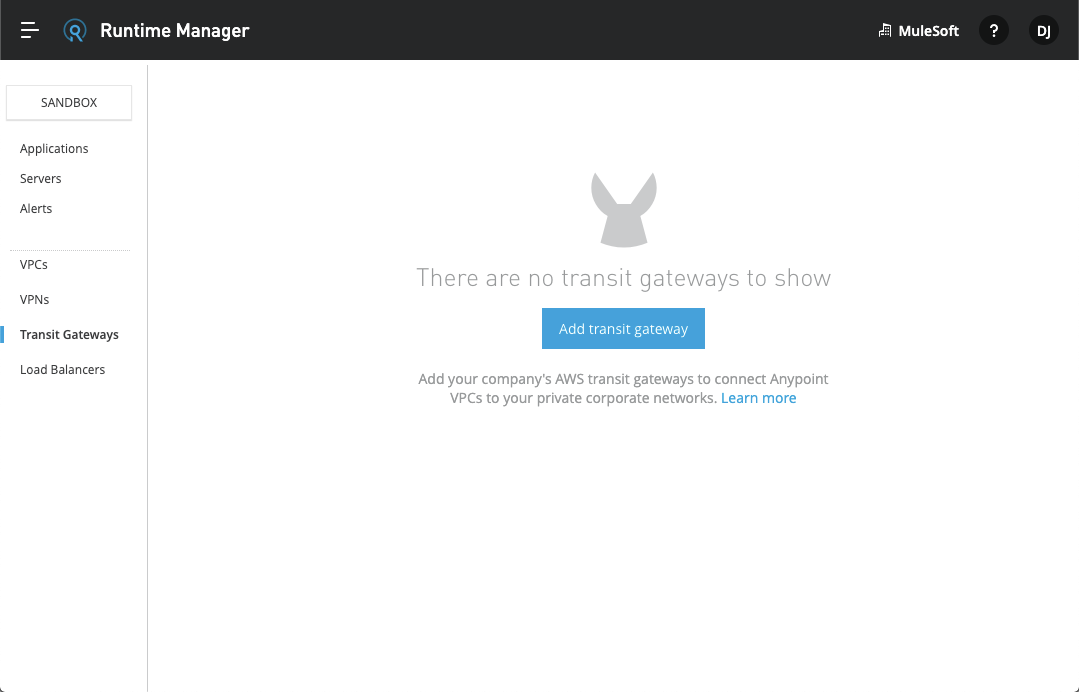 Runtime Manager
MuleSoft
?
DJ
SANDBOX
Applications
Servers
Alerts
VPCs
VPNs
Transit Gateways
Load Balancers
There are no transit gateways to show
Add transit gateway
Add your company's AWS transit gateways to connect Anypoint
VPCs to your private corporate networks. Learn more